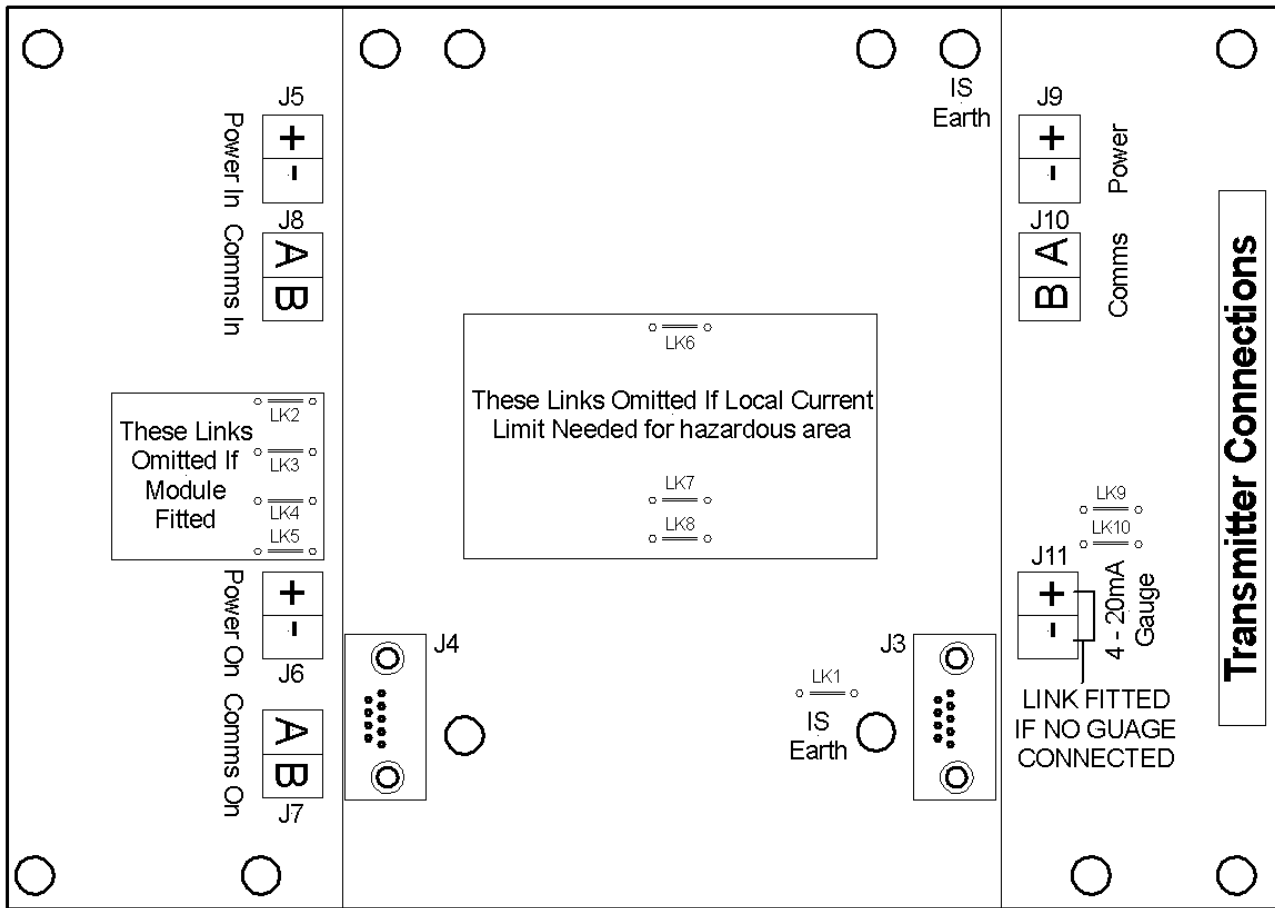 J5
+
-
Power In
J8
A
B
Comms In
These Links
Omitted If
Module
Fitted
LK2
LK3
LK4
LK5
Power On
+
-
J6
Comms On
A
B
J7
IS
Earth
LK6
These Links Omitted If Local Current
Limit Needed for hazardous area
LK7
LK8
J4
LK1
IS
Earth
J3
J9
+
-
Power
J10
A
B
Comms
LK9
LK10
J11
+
-
4 - 20mA
Gauge
LINK FITTED
IF NO GUAGE
CONNECTED
Transmitter Connections